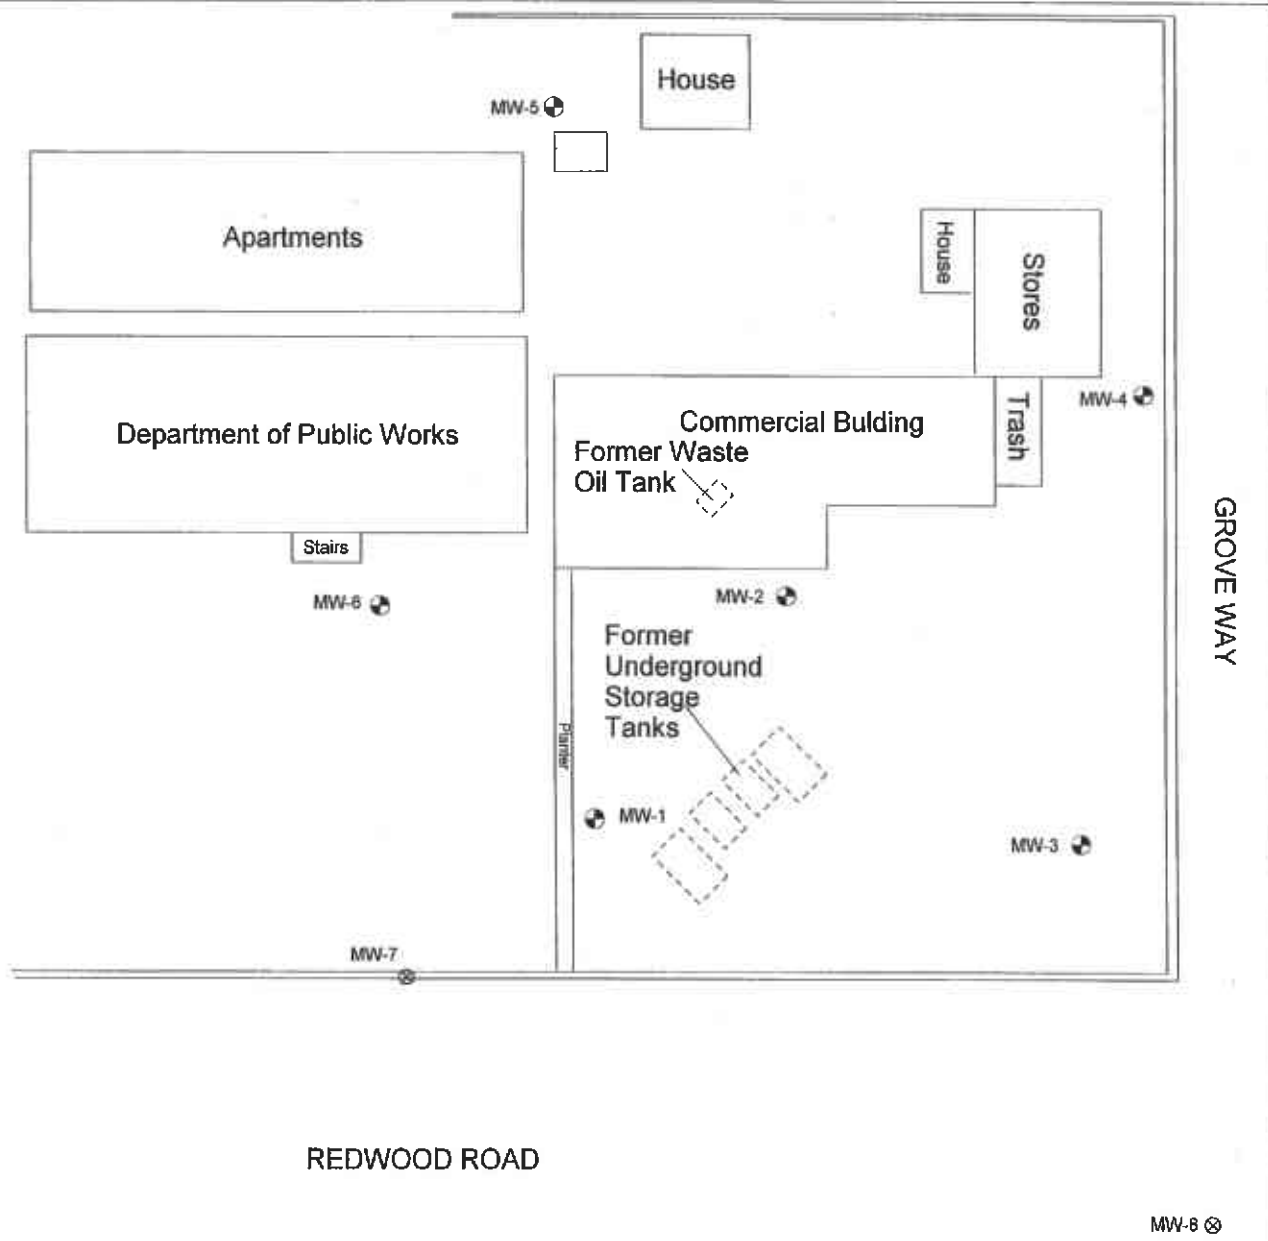 House
MW-5
Apartments
House
Stores
Department of Public Works
Commercial Bulding
Former Waste
Oil Tank
Trash
MW-4
GROVE WAY
Stairs
MW-6
MW-2
Former
Underground
Storage
Tanks
Planter
MW-1
MW-3
MW-7
REDWOOD ROAD
MW-8